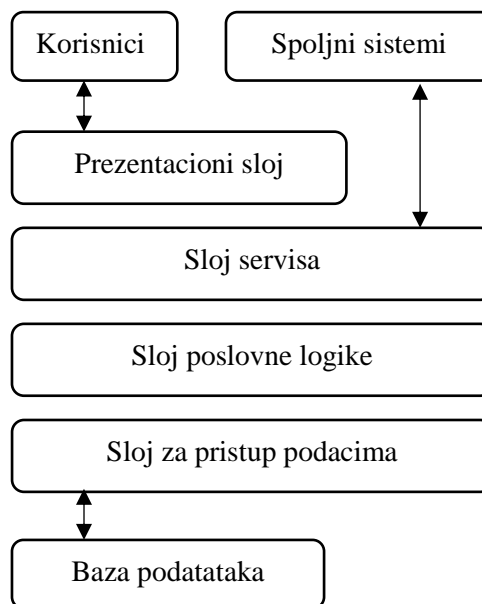 Korisnici
Spoljni sistemi
Prezentacioni sloj
Sloj servisa
Sloj poslovne logike
Sloj za pristup podacima
Baza podatataka